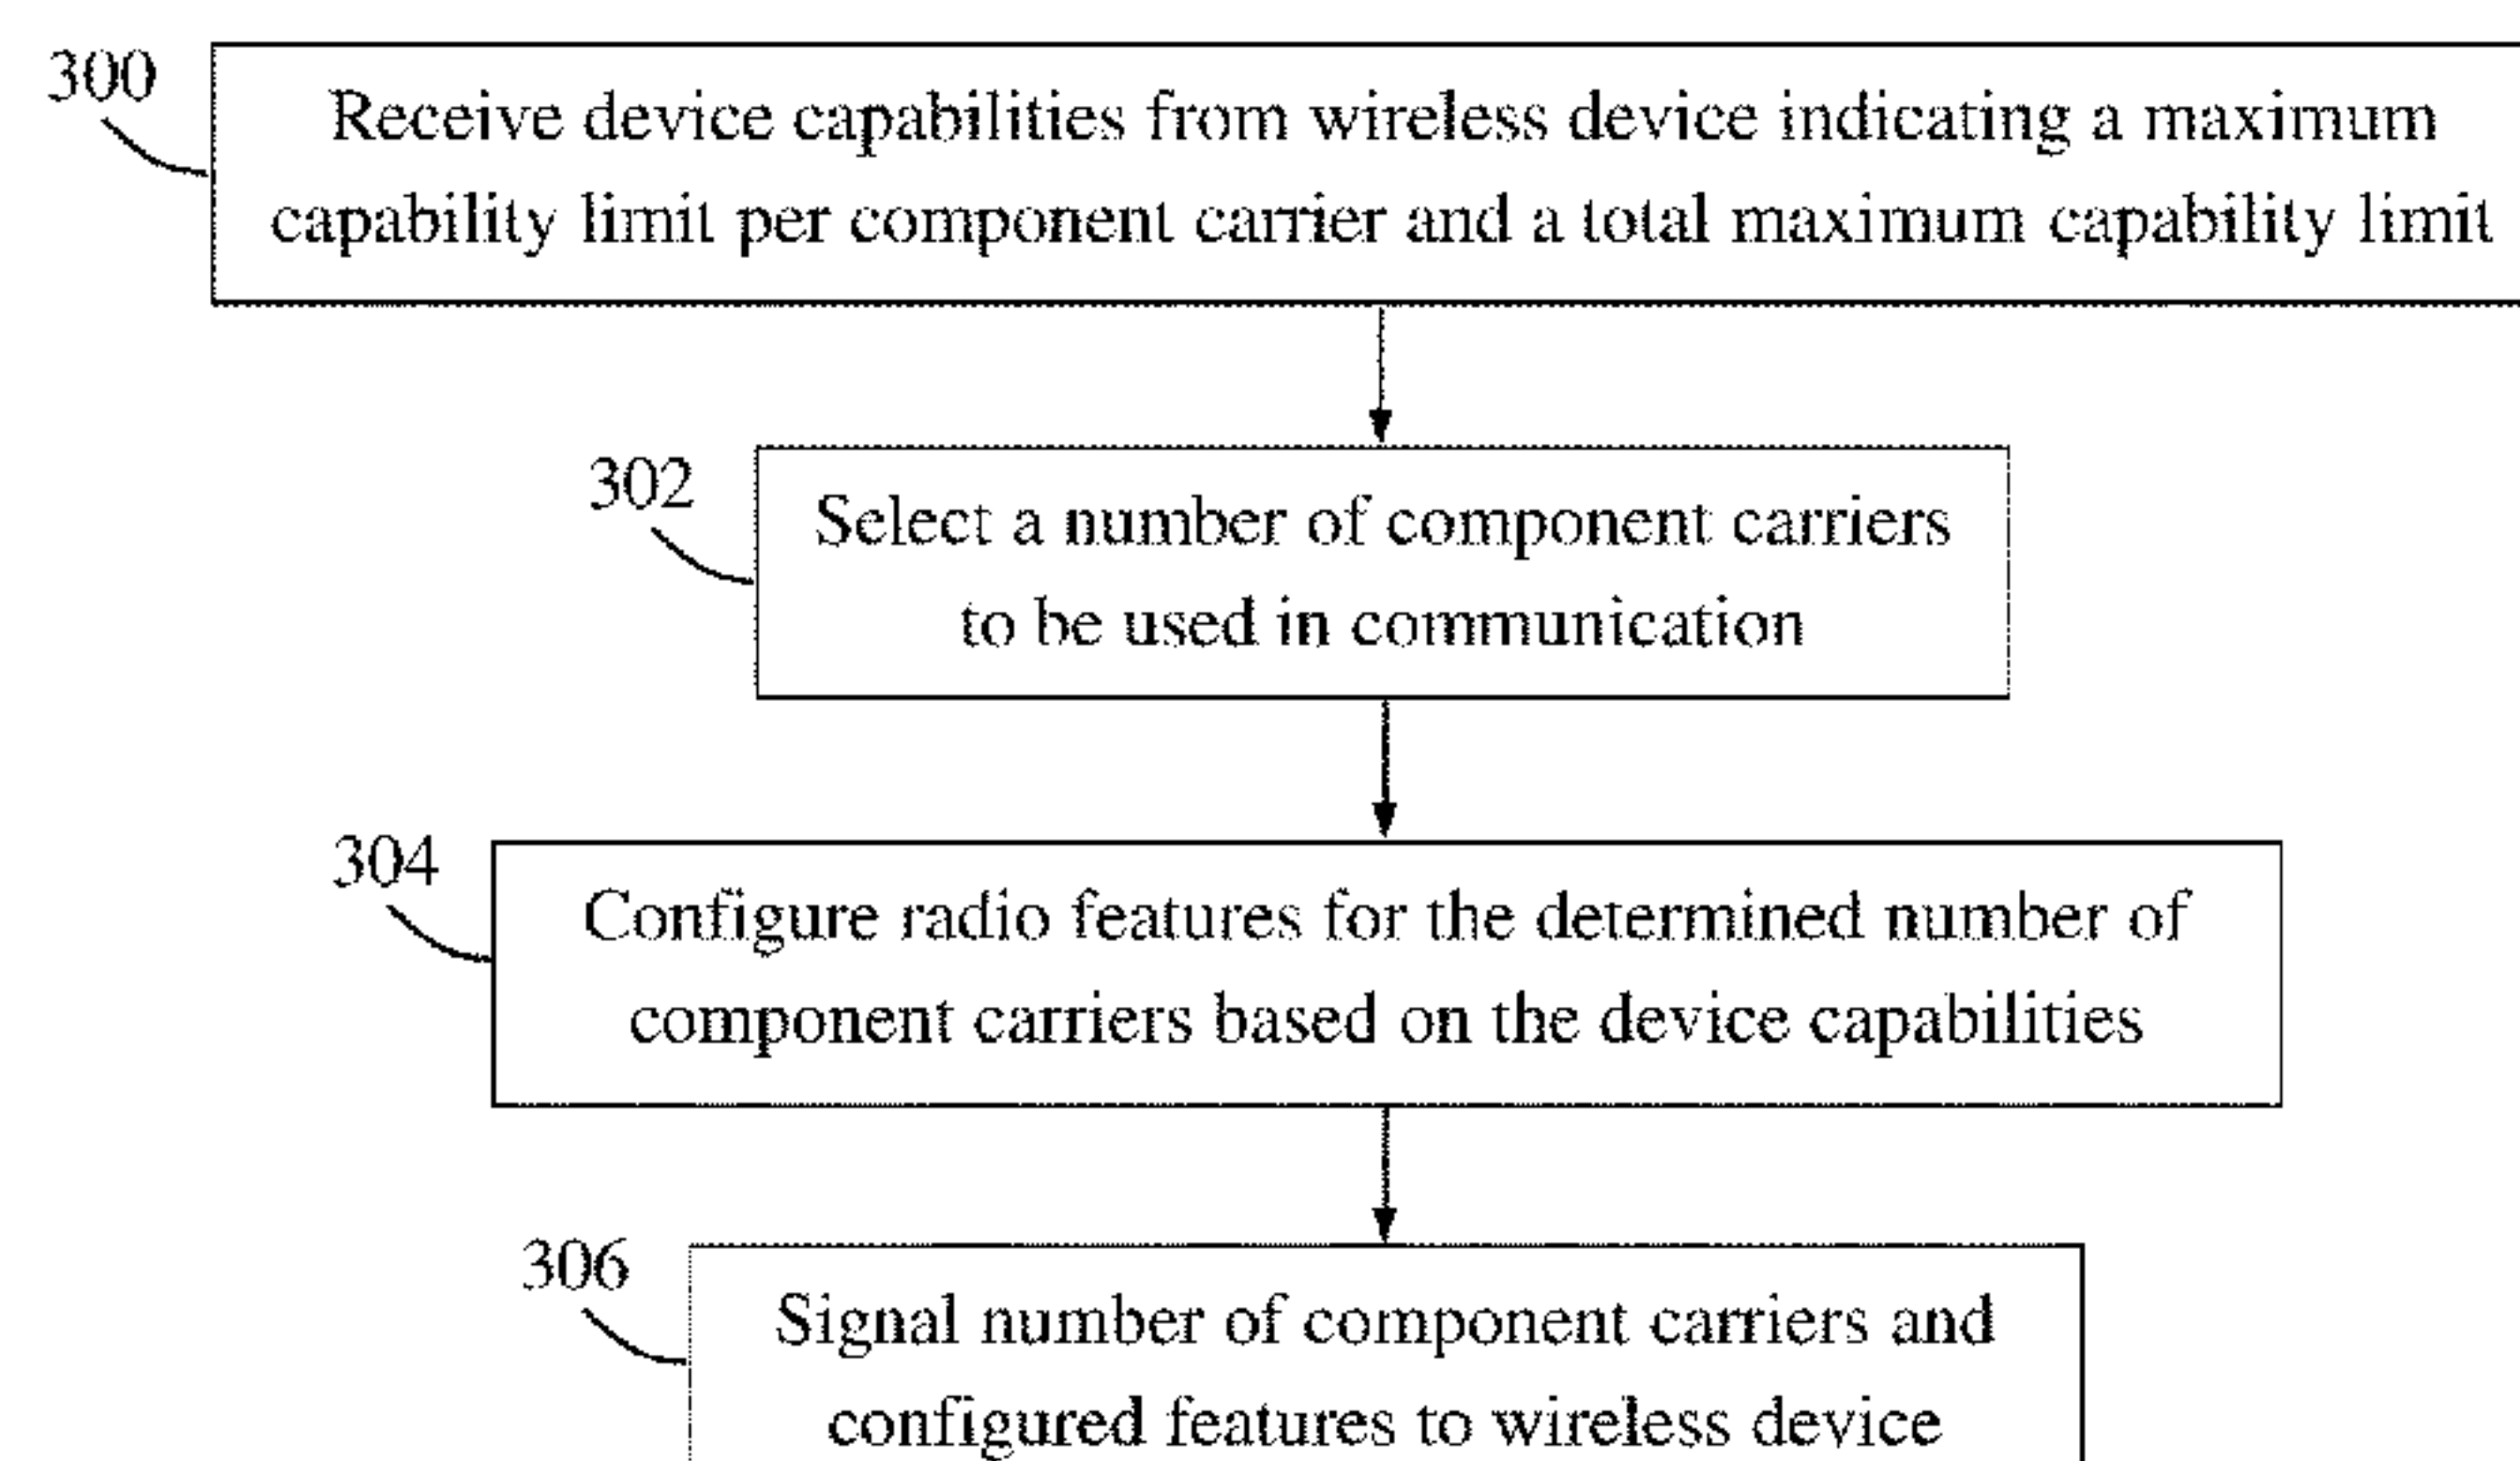 300
Receive device capabilities from wireless device indicating a maximum
capability limit per component carrier and a total maximum capability limit
302
Select a number of component carriers
to be used in communication
304
Configure radio features for the determined number of
component carriers based on the device capabilities
306
Signal number of component carriers and
configured features to wireless device